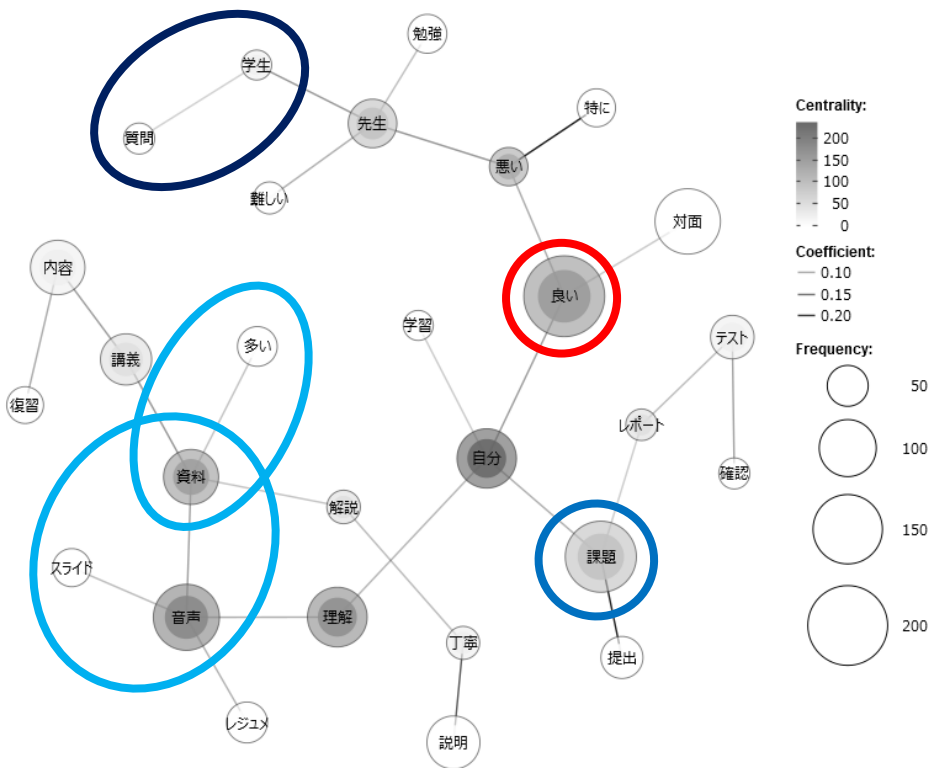 勉強
学生
特に
先生
質問
悪い
難しい
対面
内容
良い
学習
テスト
多い
講義
復習
レポート
自分
確認
資料
解説
課題
スライド
音声
理解
丁寧
提出
レジュメ
説明
Centrality:
200
150
100
50
0
Coefficient:
0.10
0.15
0.20
Frequency:
50
100
150
200